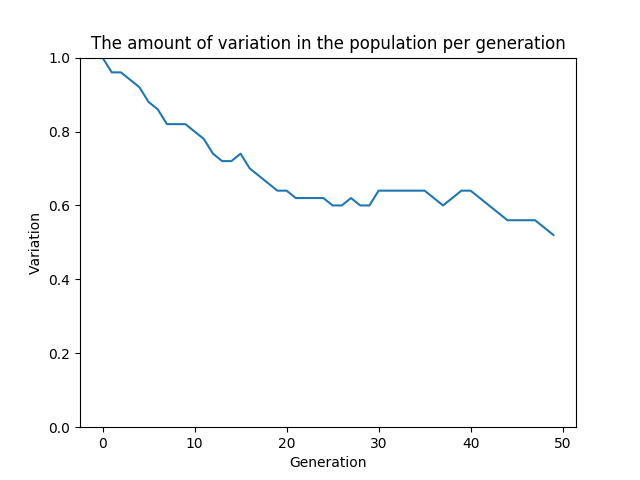 The amount of variation in the population per generation
1.0
0.8
0.6
0.4
0.2
0.0
Variation
0 10 20 30 40 50
Generation